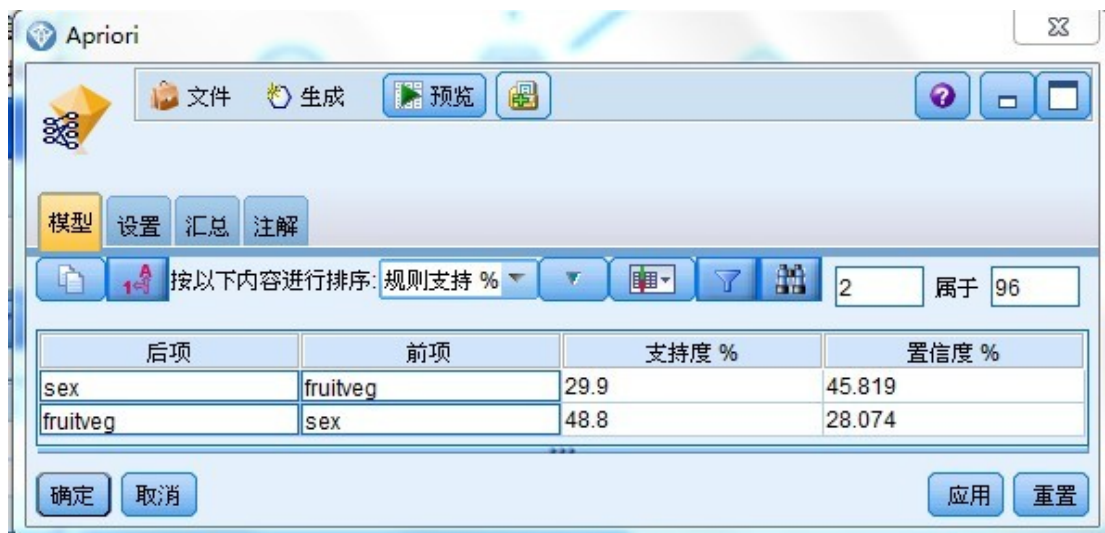 Apriori
文件 生成 预览
模型 设置 汇总 注解
按以下内容进行排序: 规则支持 % 2 属于 96
后项 前项 支持度 % 置信度 %
sex fruitveg 29.9 45.819
fruitveg sex 48.8 28.074
确定 取消 应用 重置